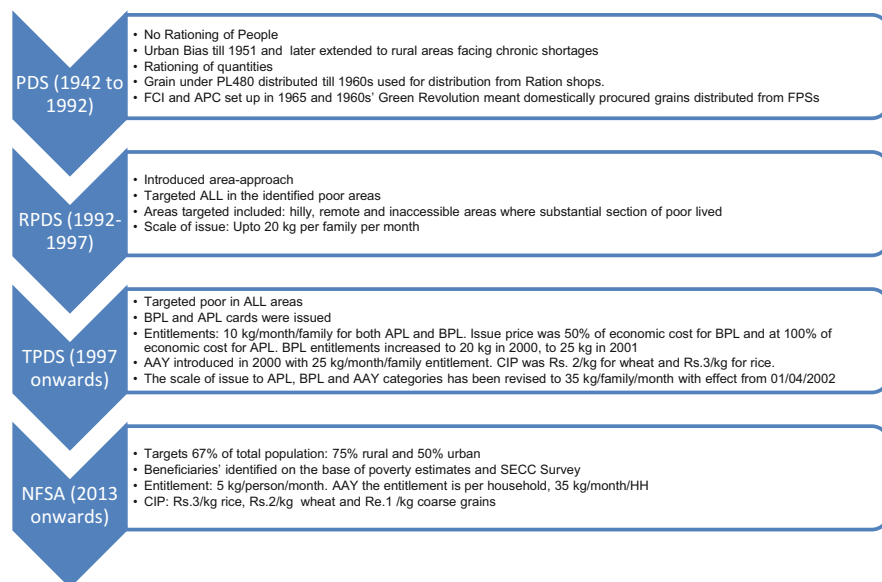 PDS (1942 to
1992)
• No Rationing of People
• Urban Bias till 1951 and later extended to rural areas facing chronic shortages
• Rationing of quantities
• Grain under PL480 distributed till 1960s used for distribution from Ration shops.
• FCI and APC set up in 1965 and 1960s' Green Revolution meant domestically procured grains distributed from FPSs
RPDS (1992-
1997)
• Introduced area-approach
• Targeted ALL in the identified poor areas
• Areas targeted included: hilly, remote and inaccessible areas where substantial section of poor lived
• Scale of issue: Upto 20 kg per family per month
TPDS (1997
onwards)
• Targeted poor in ALL areas
• BPL and APL cards were issued
• Entitlements: 10 kg/month/family for both APL and BPL. Issue price was 50% of economic cost for BPL and at 100% of
economic cost for APL. BPL entitlements increased to 20 kg in 2000, to 25 kg in 2001
• AAY introduced in 2000 with 25 kg/month/family entitlement. CIP was Rs. 2/kg for wheat and Rs.3/kg for rice.
• The scale of issue to APL, BPL and AAY categories has been revised to 35 kg/family/month with effect from 01/04/2002
NFSA (2013
onwards)
• Targets 67% of total population: 75% rural and 50% urban
• Beneficiaries' identified on the base of poverty estimates and SECC Survey
• Entitlement: 5 kg/person/month. AAY the entitlement is per household, 35 kg/month/HH
• CIP: Rs.3/kg rice, Rs.2/kg wheat and Re.1 /kg coarse grains